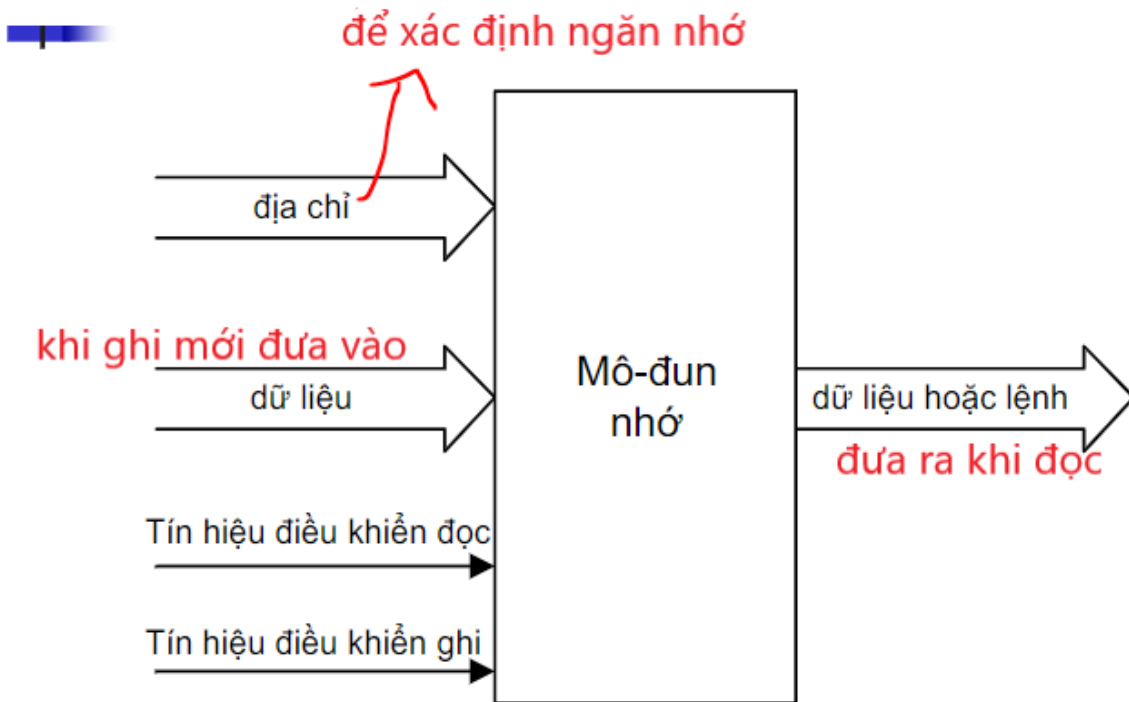 để xác định ngăn nhớ
địa chỉ
khi ghi mới đưa vào
dữ liệu
Mô-đun
nhớ
dữ liệu hoặc lệnh
đưa ra khi đọc
Tín hiệu điều khiển đọc
Tín hiệu điều khiển ghi